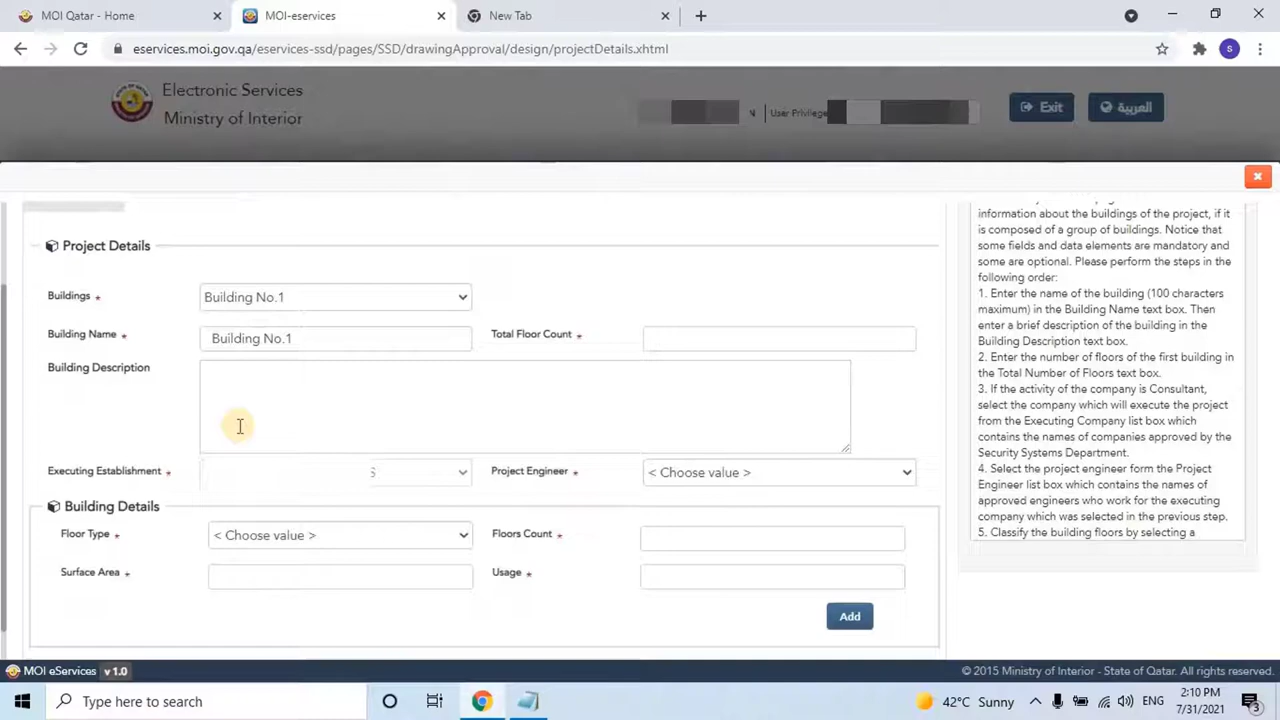 MOI Qatar - Home
MOI-eservices
New Tab
eservices.moi.gov.qa/eservices-ssd/pages/SSD/drawingApproval/design/projectDetails.xhtml
S
Electronic Services
Ministry of Interior
N
User Privilege
Exit
العربية
information about the buildings of the project, if it
is composed of a group of buildings. Notice that
some fields and data elements are mandatory and
some are optional. Please perform the steps in the
following order:
1. Enter the name of the building (100 characters
maximum) in the Building Name text box. Then
enter a brief description of the building in the
Building Description text box.
2. Enter the number of floors of the first building in
the Total Number of Floors text box.
3. If the activity of the company is Consultant,
select the company which will execute the project
from the Executing Company list box which
contains the names of companies approved by the
Security Systems Department.
4. Select the project engineer form the Project
Engineer list box which contains the names of
approved engineers who work for the executing
company which was selected in the previous step.
5. Classify the building floors by selecting a
Project Details
Buildings *
Building No.1
Building Name *
Building No.1
Total Floor Count *
Building Description
Executing Establishment *
S
Project Engineer *
< Choose value >
Building Details
Floor Type *
< Choose value >
Floors Count *
Surface Area *
Usage *
Add
MOI eServices v 1.0
© 2015 Ministry of Interior - State of Qatar. All rights reserved.
Type here to search
42°C Sunny
ENG
2:10 PM
7/31/2021
3